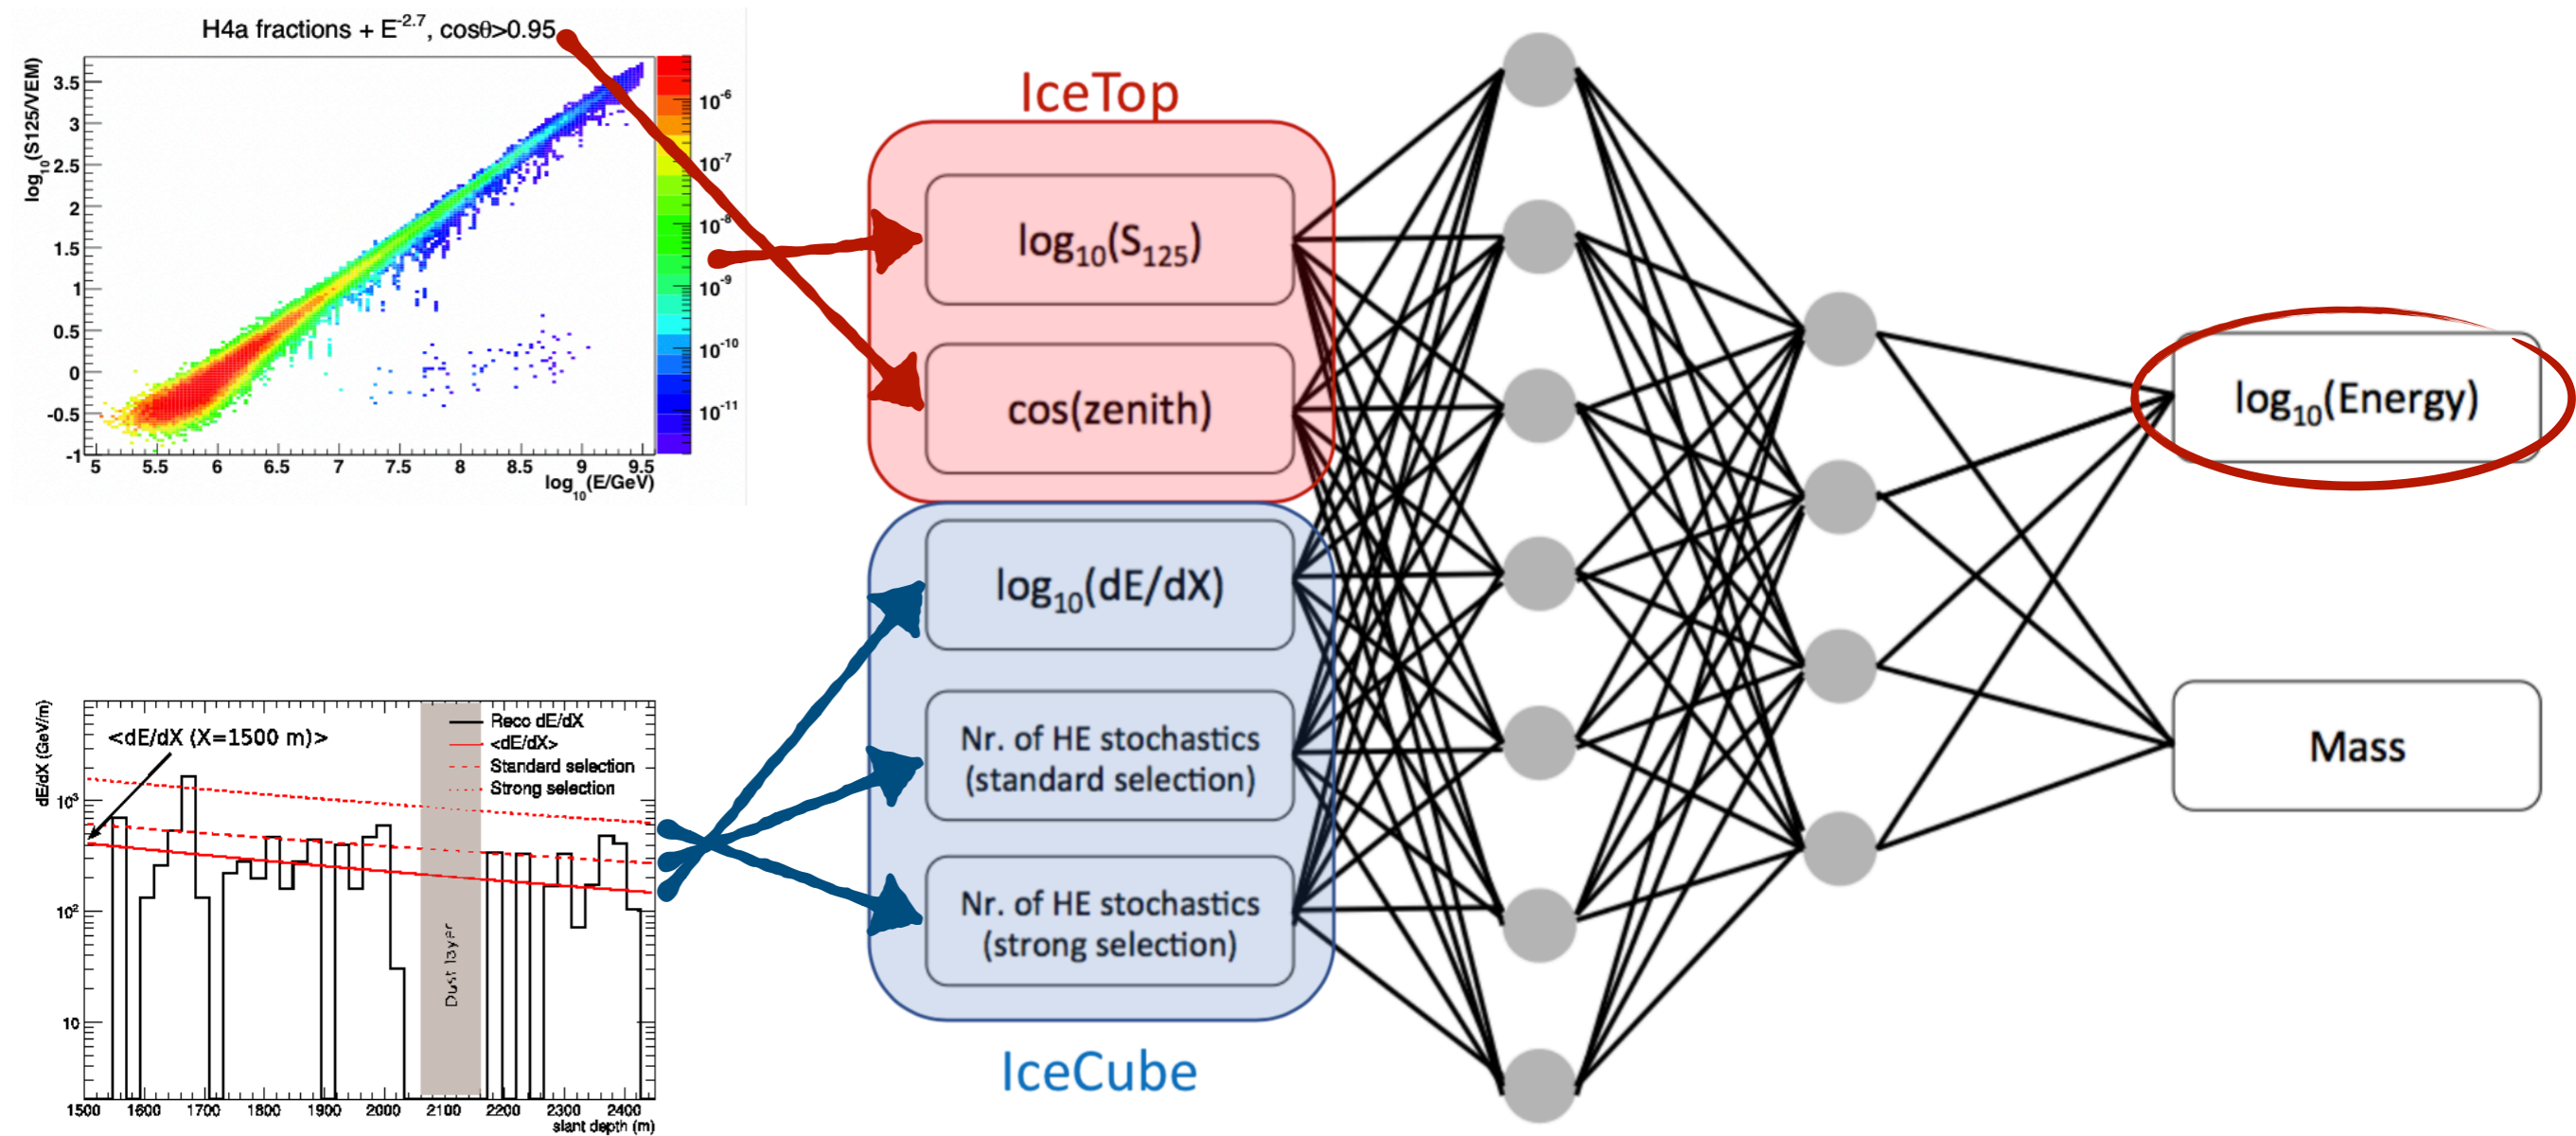 H4a fractions + E^-2.7, cosθ>0.95
log10(S125/VEM)
3.5
3
2.5
2
1.5
1
0.5
0
-0.5
-1
5 5.5 6 6.5 7 7.5 8 8.5 9 9.5
log10(E/GeV)
10^-6
10^-7
10^-8
10^-9
10^-10
10^-11
IceTop
log10(S125)
cos(zenith)
log10(dE/dX)
Nr. of HE stochastics
(standard selection)
Nr. of HE stochastics
(strong selection)
IceCube
log10(Energy)
Mass
dE/dX (GeV/m)
<dE/dX (X=1500 m)>
Reco dE/dX
<dE/dX>
Standard selection
Strong selection
10^3
10^2
10
Dust layer
1500 1600 1700 1800 1900 2000 2100 2200 2300 2400
slant depth (m)